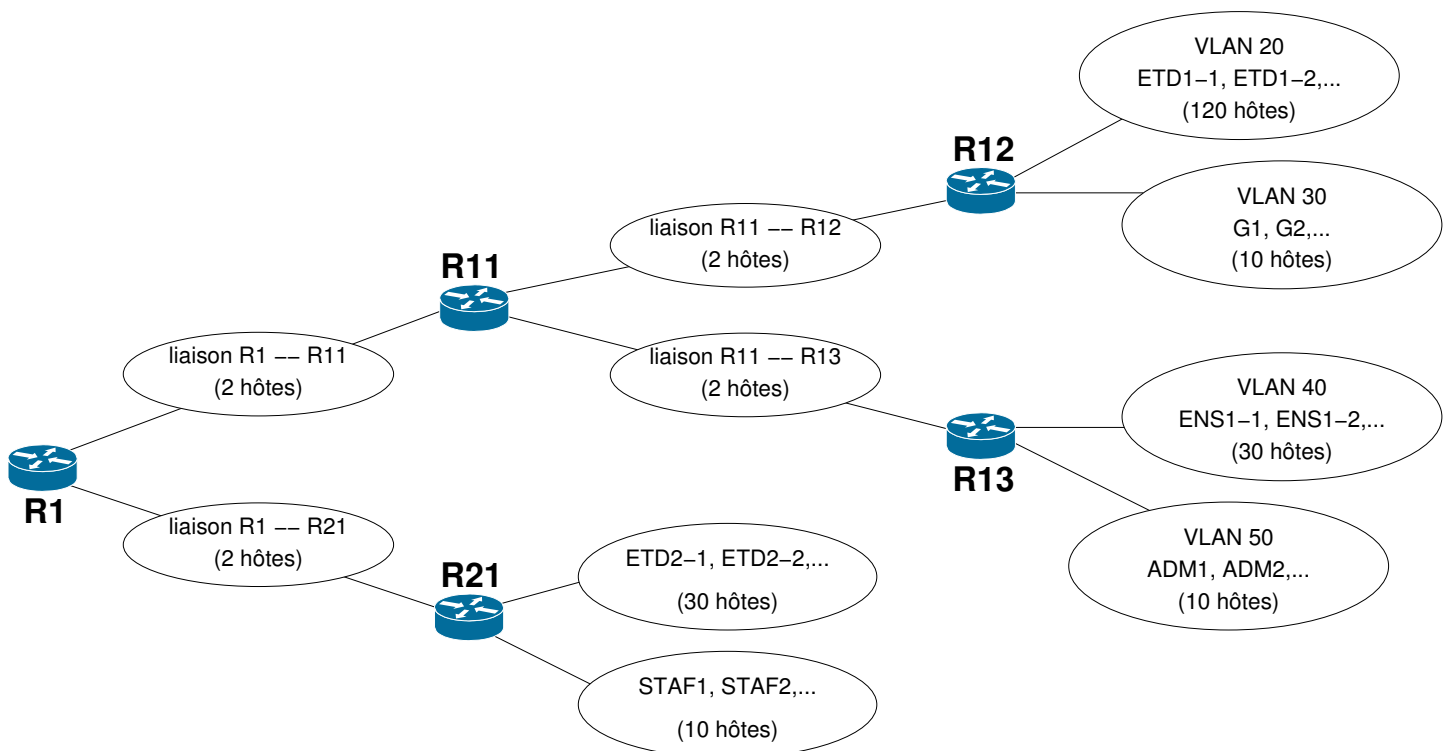 VLAN 20
ETD1−1, ETD1−2,...
(120 hôtes)
R12
VLAN 30
G1, G2,...
(10 hôtes)
liaison R11 −− R12
(2 hôtes)
R11
liaison R1 −− R11
(2 hôtes)
liaison R11 −− R13
(2 hôtes)
VLAN 40
ENS1−1, ENS1−2,...
(30 hôtes)
R13
R1
liaison R1 −− R21
(2 hôtes)
VLAN 50
ADM1, ADM2,...
(10 hôtes)
R21
ETD2−1, ETD2−2,...
(30 hôtes)
STAF1, STAF2,...
(10 hôtes)